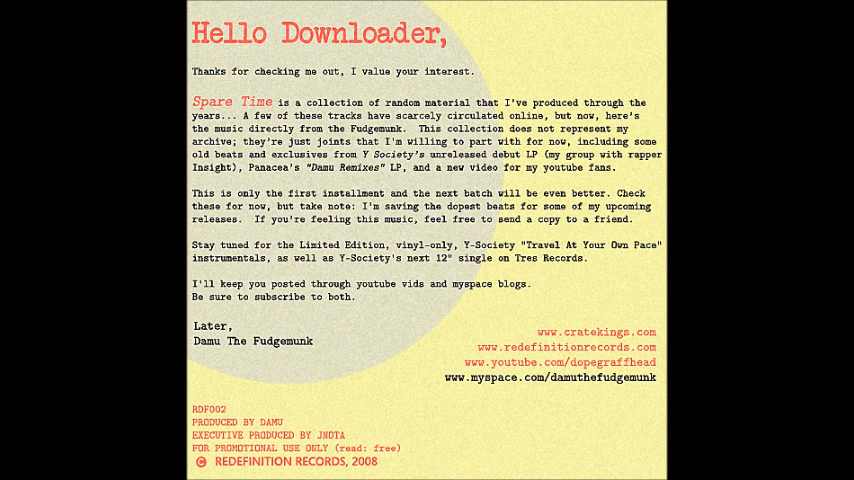 Hello Downloader,
Thanks for checking me out, I value your interest.
Spare Time is a collection of random material that I've produced through the
years... A few of these tracks have scarcely circulated online, but now, here's
the music directly from the Fudgemunk.  This collection does not represent my
archive; they're just joints that I'm willing to part with for now, including some
old beats and exclusives from Y Society's unreleased debut LP (my group with rapper
Insight), Panacea's "Damu Remixes" LP, and a new video for my youtube fans.
This is only the first installment and the next batch will be even better. Check
these for now, but take note: I'm saving the dopest beats for some of my upcoming
releases.  If you're feeling this music, feel free to send a copy to a friend.
Stay tuned for the Limited Edition, vinyl-only, Y-Society "Travel At Your Own Pace"
instrumentals, as well as Y-Society's next 12" single on Tres Records.
I'll keep you posted through youtube vids and myspace blogs.
Be sure to subscribe to both.
Later,
Damu The Fudgemunk
www.cratekings.com
www.redefinitionrecords.com
www.youtube.com/dopegraffhead
www.myspace.com/damuthefudgemunk
RDF002
PRODUCED BY DAMU
EXECUTIVE PRODUCED BY JNOTA
FOR PROMOTIONAL USE ONLY (read: free)
© REDEFINITION RECORDS, 2008